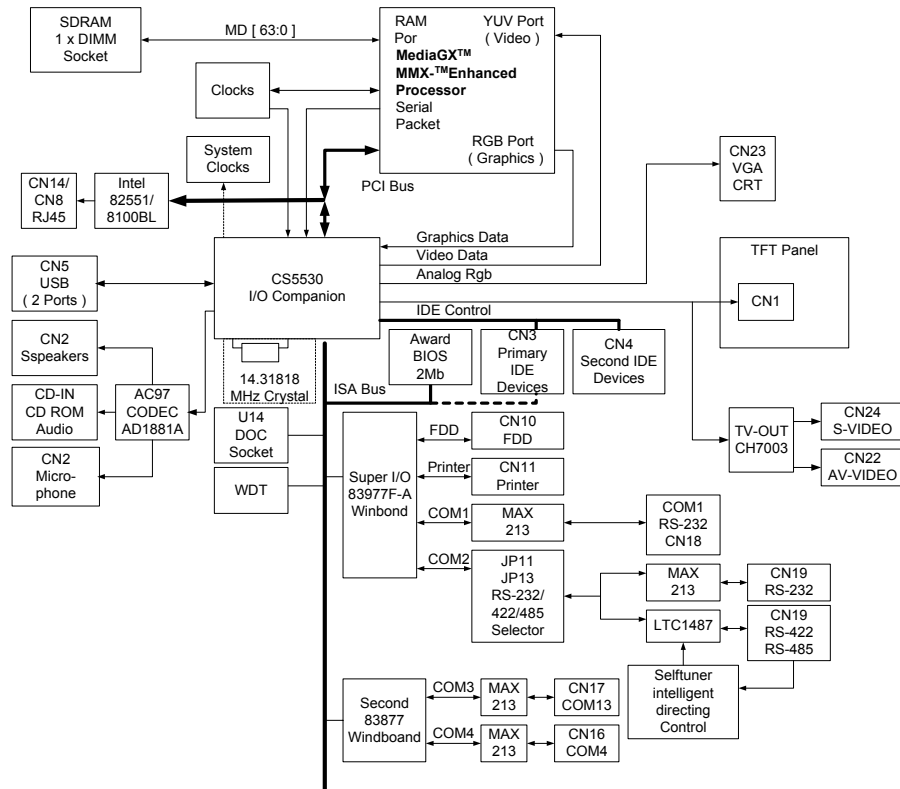 SDRAM
1 x DIMM
Socket
MD [ 63:0 ]
RAM
Por
MediaGX™
MMX-™Enhanced
Processor
Serial
Packet
YUV Port
( Video )
RGB Port
( Graphics )
Clocks
System
Clocks
PCI Bus
CN14/
CN8
RJ45
Intel
82551/
8100BL
CN23
VGA
CRT
Graphics Data
Video Data
Analog Rgb
CS5530
I/O Companion
TFT Panel
CN1
CN5
USB
( 2 Ports )
IDE Control
CN2
Sspeakers
Award
BIOS
2Mb
CN3
Primary
IDE
Devices
CN4
Second IDE
Devices
14.31818
MHz Crystal
ISA Bus
CD-IN
CD ROM
Audio
AC97
CODEC
AD1881A
U14
DOC
Socket
CN2
Micro-
phone
WDT
TV-OUT
CH7003
CN24
S-VIDEO
CN22
AV-VIDEO
Super I/O
83977F-A
Winbond
FDD
CN10
FDD
Printer
CN11
Printer
COM1
MAX
213
COM1
RS-232
CN18
COM2
JP11
JP13
RS-232/
422/485
Selector
MAX
213
CN19
RS-232
LTC1487
CN19
RS-422
RS-485
Selftuner
intelligent
directing
Control
Second
83877
Windboand
COM3
MAX
213
CN17
COM13
COM4
MAX
213
CN16
COM4